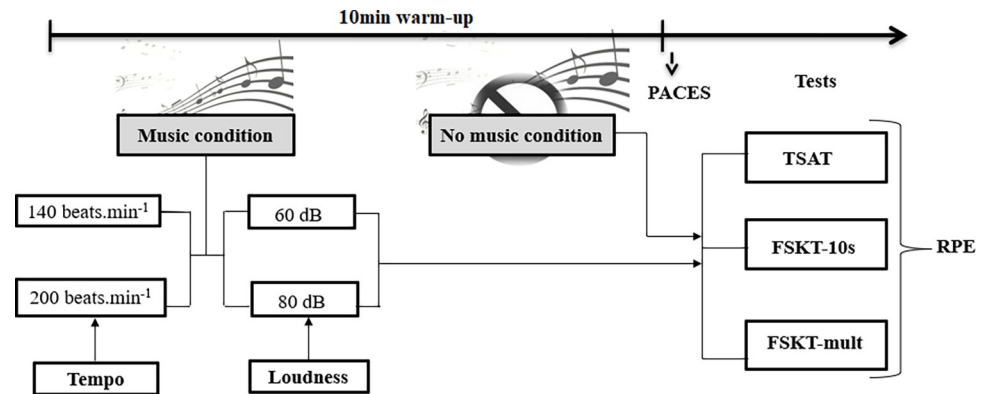 10min warm-up
PACES
Tests
Music condition
No music condition
TSAT
140 beats.min⁻¹
60 dB
FSKT-10s
RPE
200 beats.min⁻¹
80 dB
FSKT-mult
Tempo
Loudness